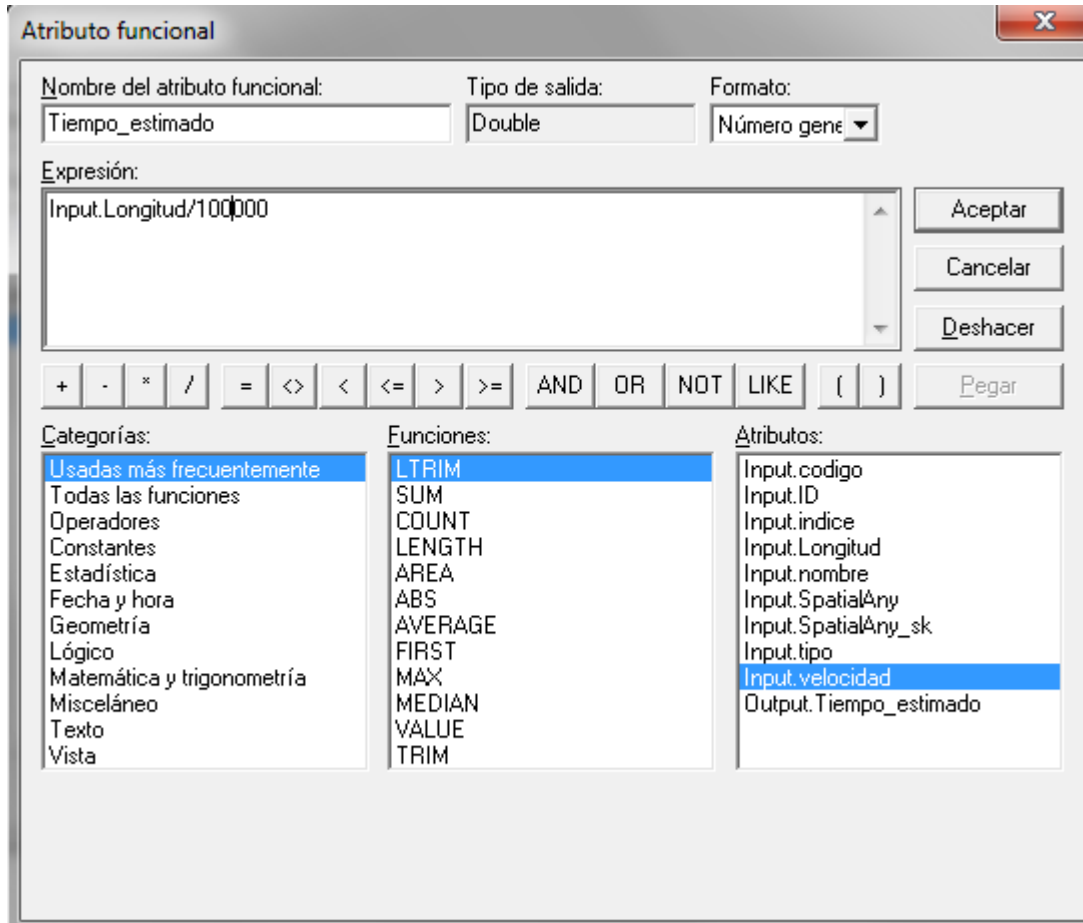 Atributo funcional
Nombre del atributo funcional:
Tipo de salida:
Formato:
Tiempo_estimado
Double
Número gene
Expresión:
Input.Longitud/100000
Aceptar
Cancelar
Deshacer
+ - * / = <> < <= > >= AND OR NOT LIKE ( )
Pegar
Categorías:
Usadas más frecuentemente
Todas las funciones
Operadores
Constantes
Estadística
Fecha y hora
Geometría
Lógico
Matemática y trigonometría
Misceláneo
Texto
Vista
Funciones:
LTRIM
SUM
COUNT
LENGTH
AREA
ABS
AVERAGE
FIRST
MAX
MEDIAN
VALUE
TRIM
Atributos:
Input.codigo
Input.ID
Input.indice
Input.Longitud
Input.nombre
Input.SpatialAny
Input.SpatialAny_sk
Input.tipo
Input.velocidad
Output.Tiempo_estimado